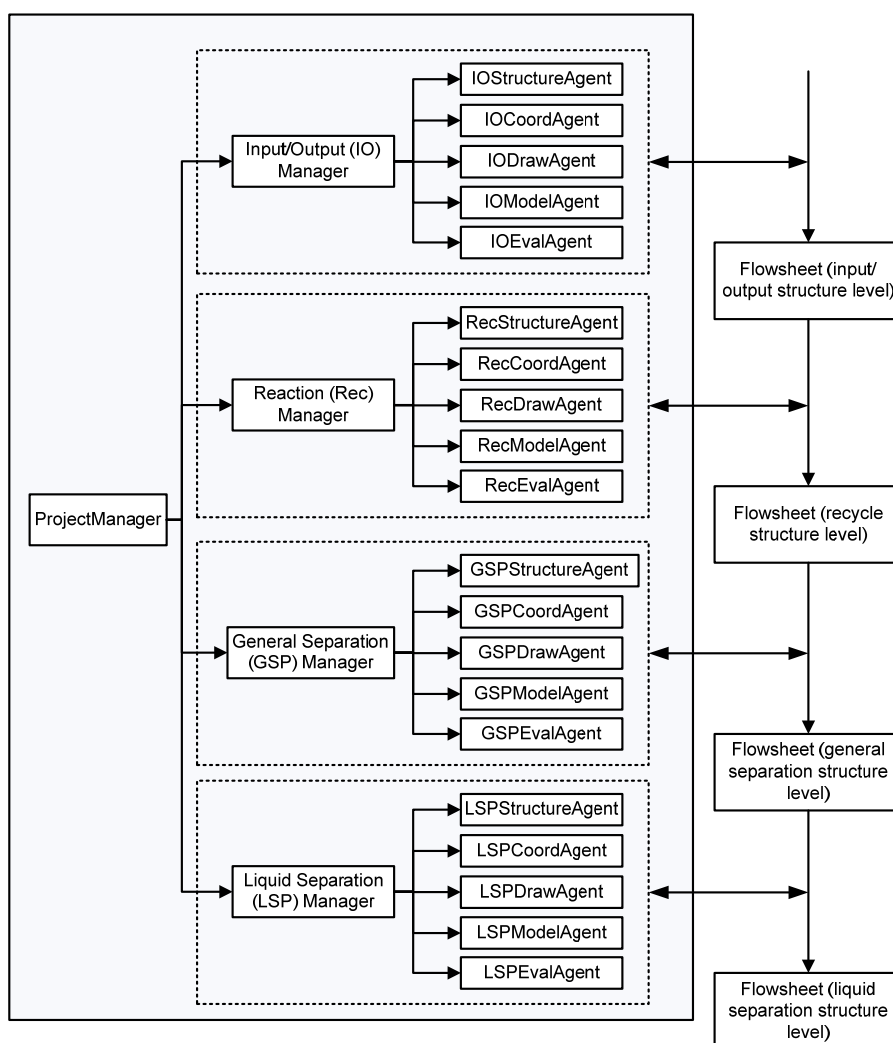 IOStructureAgent
IOCoordAgent
Input/Output (IO)
Manager
IODrawAgent
IOModelAgent
IOEvalAgent
Flowsheet (input/
output structure level)
RecStructureAgent
RecCoordAgent
Reaction (Rec)
Manager
RecDrawAgent
RecModelAgent
RecEvalAgent
ProjectManager
Flowsheet (recycle
structure level)
GSPStructureAgent
GSPCoordAgent
General Separation
(GSP) Manager
GSPDrawAgent
GSPModelAgent
GSPEvalAgent
Flowsheet (general
separation structure
level)
LSPStructureAgent
LSPCoordAgent
Liquid Separation
(LSP) Manager
LSPDrawAgent
LSPModelAgent
LSPEvalAgent
Flowsheet (liquid
separation structure
level)